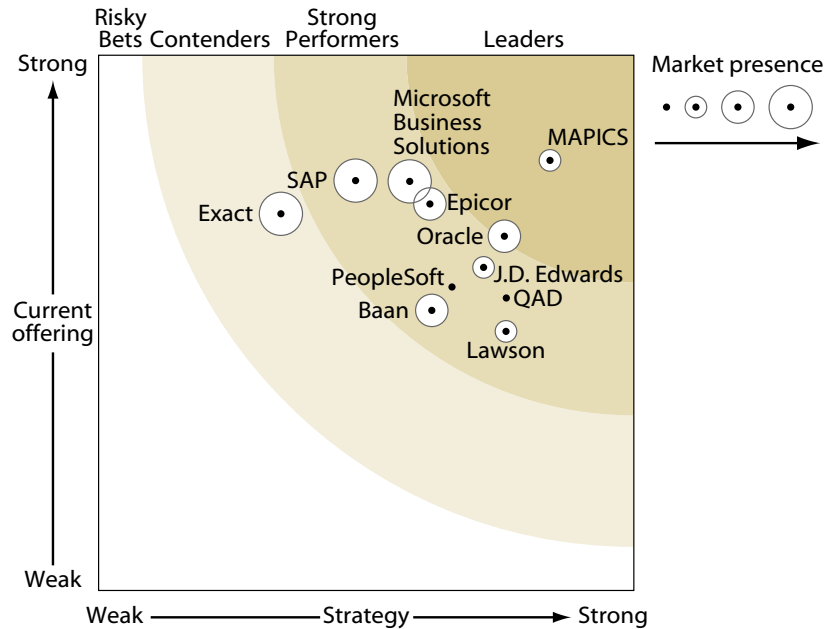 Risky
Bets
Contenders
Strong
Performers
Leaders
Strong
Market presence
Microsoft
Business
Solutions
MAPICS
SAP
Epicor
Exact
Oracle
J.D. Edwards
PeopleSoft
QAD
Baan
Lawson
Current
offering
Weak
Weak
Strategy
Strong